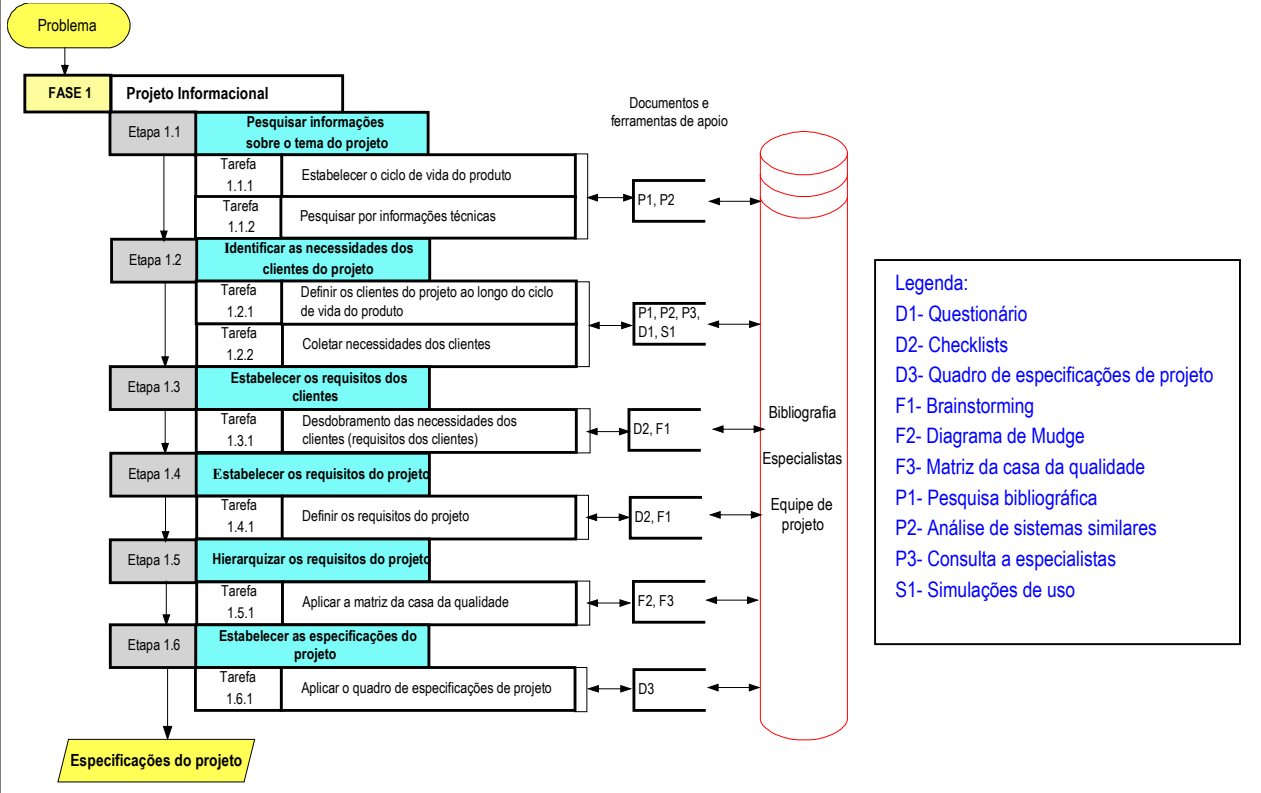 Problema
FASE 1
Projeto Informacional
Documentos e
ferramentas de apoio
Etapa 1.1
Pesquisar informações
sobre o tema do projeto
Tarefa
1.1.1
Estabelecer o ciclo de vida do produto
Tarefa
1.1.2
Pesquisar por informações técnicas
P1, P2
Etapa 1.2
Identificar as necessidades dos
clientes do projeto
Tarefa
1.2.1
Definir os clientes do projeto ao longo do ciclo
de vida do produto
Tarefa
1.2.2
Coletar necessidades dos clientes
P1, P2, P3,
D1, S1
Etapa 1.3
Estabelecer os requisitos dos
clientes
Tarefa
1.3.1
Desdobramento das necessidades dos
clientes (requisitos dos clientes)
D2, F1
Etapa 1.4
Estabelecer os requisitos do projeto
Tarefa
1.4.1
Definir os requisitos do projeto
D2, F1
Etapa 1.5
Hierarquizar os requisitos do projeto
Tarefa
1.5.1
Aplicar a matriz da casa da qualidade
F2, F3
Etapa 1.6
Estabelecer as especificações do
projeto
Tarefa
1.6.1
Aplicar o quadro de especificações de projeto
D3
Especificações do projeto
Bibliografia
Especialistas
Equipe de
projeto
Legenda:
D1- Questionário
D2- Checklists
D3- Quadro de especificações de projeto
F1- Brainstorming
F2- Diagrama de Mudge
F3- Matriz da casa da qualidade
P1- Pesquisa bibliográfica
P2- Análise de sistemas similares
P3- Consulta a especialistas
S1- Simulações de uso